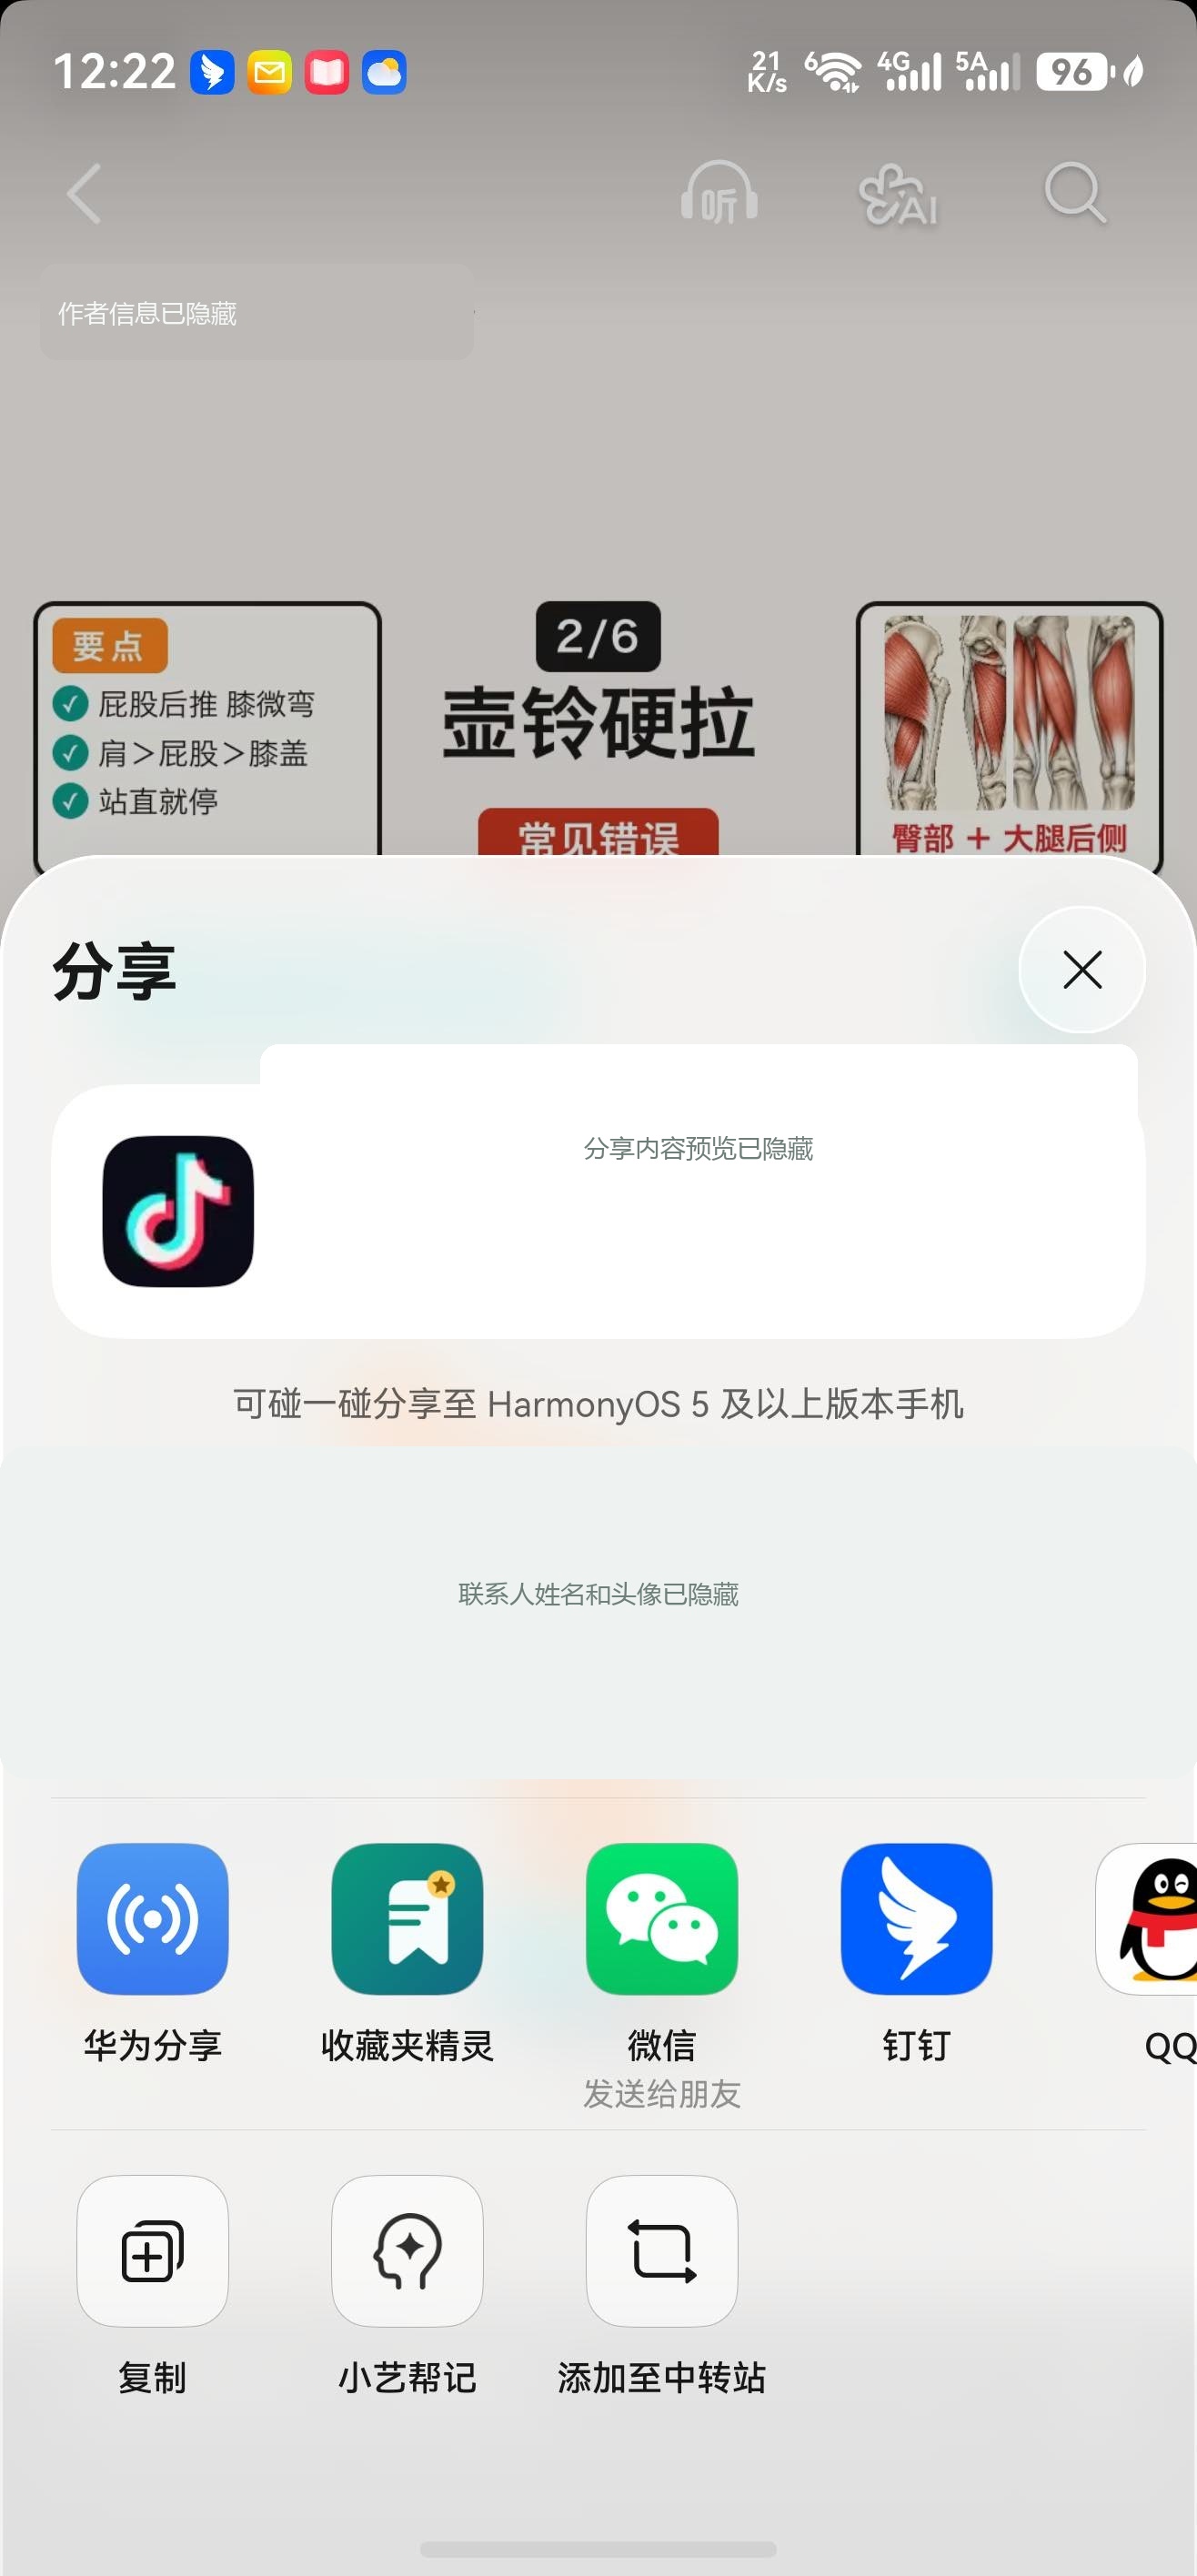 12:22
21
K/s
6
4G
5A
96
听
AI
作者信息已隐藏
要点
屁股后推 膝微弯
肩>屁股>膝盖
站直就停
2/6
壶铃硬拉
常见错误
臀部 + 大腿后侧
分享
分享内容预览已隐藏
可碰一碰分享至 HarmonyOS 5 及以上版本手机
联系人姓名和头像已隐藏
华为分享
收藏夹精灵
微信
发送给朋友
钉钉
QQ
复制
小艺帮记
添加至中转站